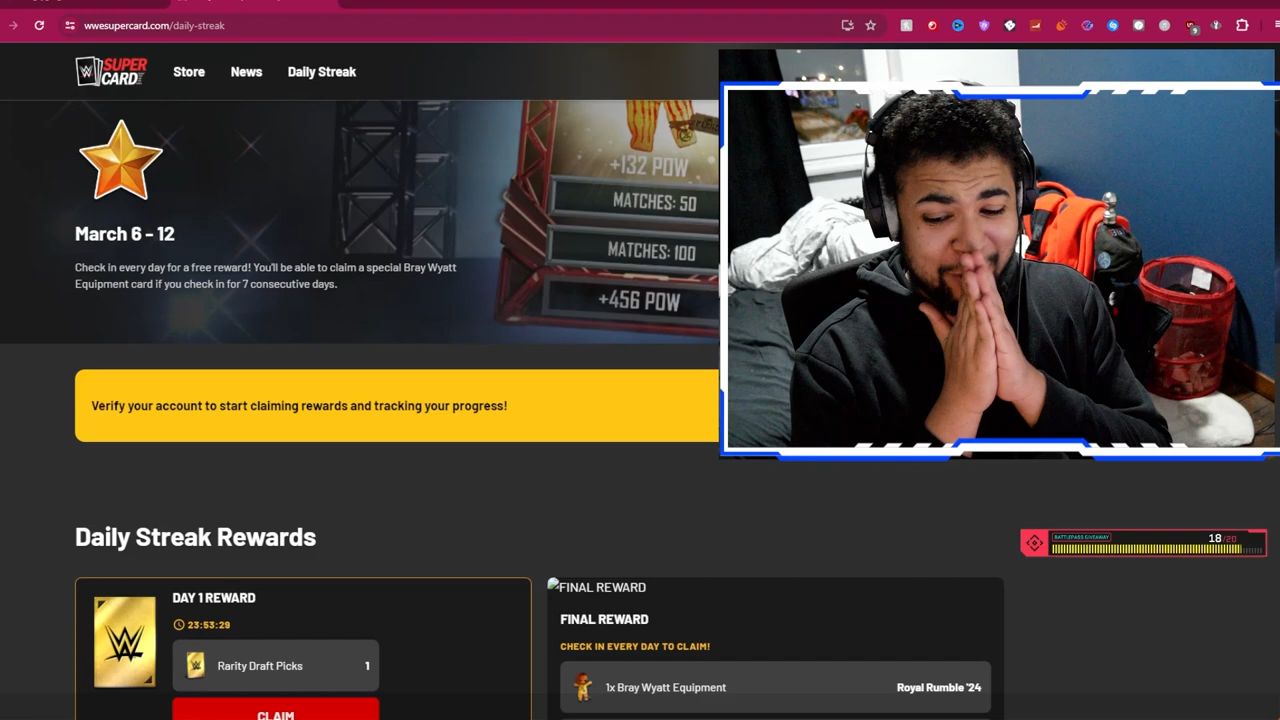 wwesupercard.com/daily-streak
SUPER
CARD
Store
News
Daily Streak
+132 POW
MATCHES: 50
MATCHES: 100
+456 POW
March 6 - 12
Check in every day for a free reward! You'll be able to claim a special Bray Wyatt
Equipment card if you check in for 7 consecutive days.
Verify your account to start claiming rewards and tracking your progress!
Daily Streak Rewards
BATTLEPASS GIVEAWAY
18/20
DAY 1 REWARD
23:53:29
Rarity Draft Picks 1
CLAIM
FINAL REWARD
FINAL REWARD
CHECK IN EVERY DAY TO CLAIM!
1x Bray Wyatt Equipment Royal Rumble '24